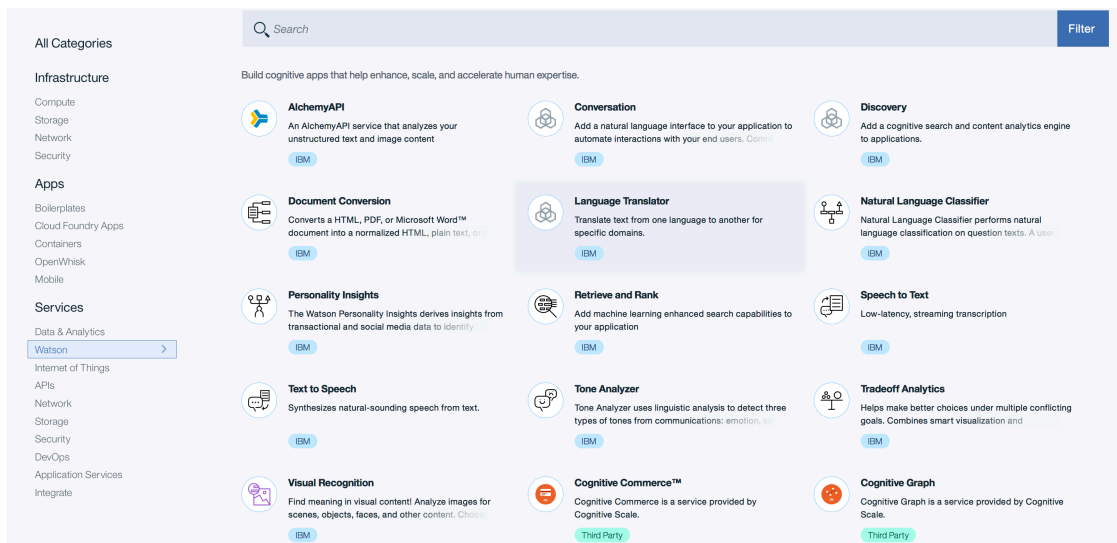 All Categories
Infrastructure
Compute
Storage
Network
Security
Apps
Boilerplates
Cloud Foundry Apps
Containers
OpenWhisk
Mobile
Services
Data & Analytics
Watson
Internet of Things
APIs
Network
Storage
Security
DevOps
Application Services
Integrate
Search
Filter
Build cognitive apps that help enhance, scale, and accelerate human expertise.
AlchemyAPI
An AlchemyAPI service that analyzes your
unstructured text and image content
IBM
Conversation
Add a natural language interface to your application to
automate interactions with your end users.
IBM
Discovery
Add a cognitive search and content analytics engine
to applications.
IBM
Document Conversion
Converts a HTML, PDF, or Microsoft Word™
document into a normalized HTML, plain text, or
IBM
Language Translator
Translate text from one language to another for
specific domains.
IBM
Natural Language Classifier
Natural Language Classifier performs natural
language classification on question texts. A user
IBM
Personality Insights
The Watson Personality Insights derives insights from
transactional and social media data to identify
IBM
Retrieve and Rank
Add machine learning enhanced search capabilities to
your application
IBM
Speech to Text
Low-latency, streaming transcription
IBM
Text to Speech
Synthesizes natural-sounding speech from text.
IBM
Tone Analyzer
Tone Analyzer uses linguistic analysis to detect three
types of tones from communications: emotion,
IBM
Tradeoff Analytics
Helps make better choices under multiple conflicting
goals. Combines smart visualization and
IBM
Visual Recognition
Find meaning in visual content! Analyze images for
scenes, objects, faces, and other content.
IBM
Cognitive Commerce™
Cognitive Commerce is a service provided by
Cognitive Scale.
Third Party
Cognitive Graph
Cognitive Graph is a service provided by Cognitive
Scale.
Third Party